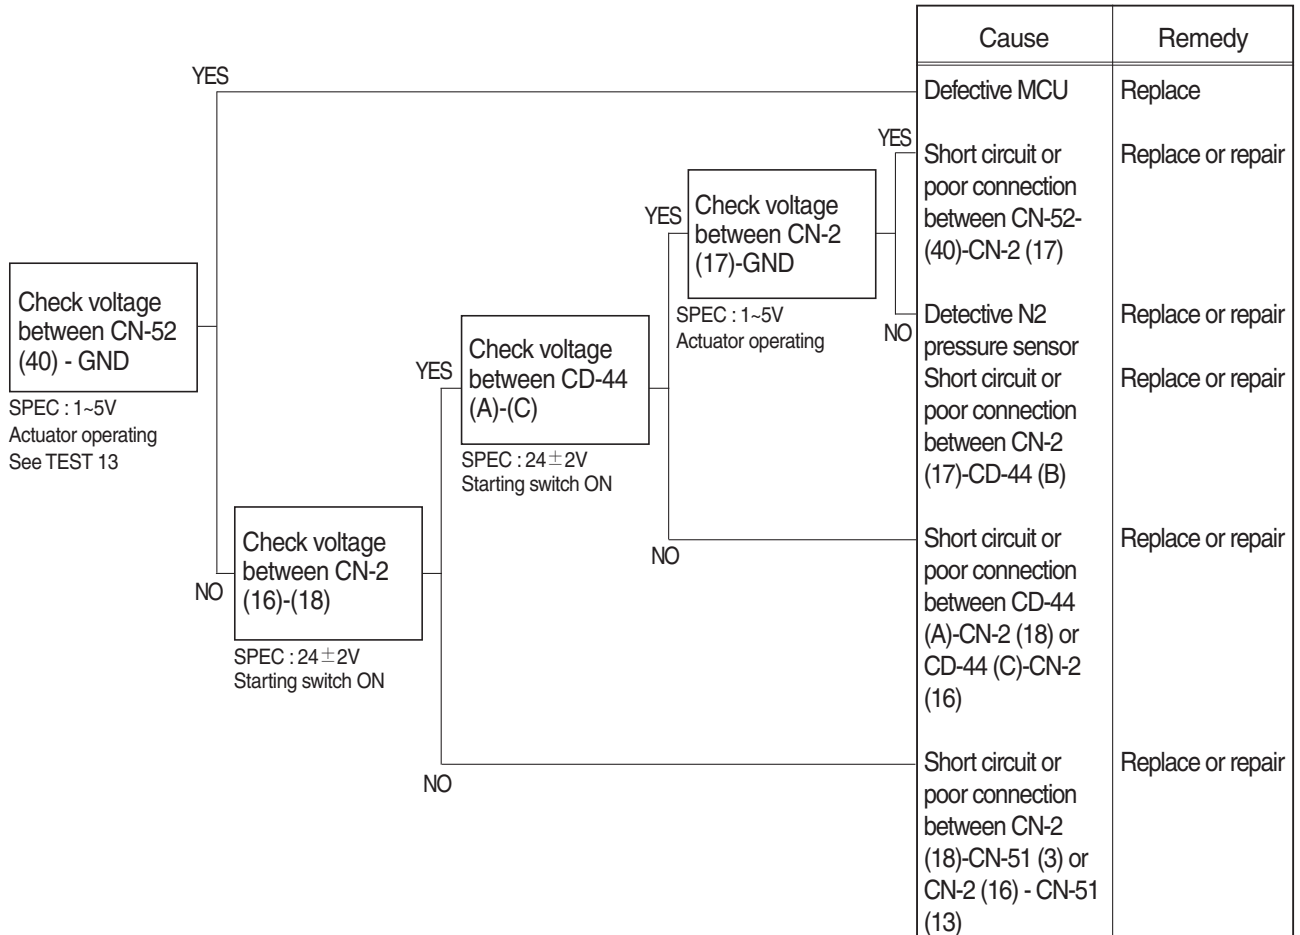 Cause
Remedy
YES
Defective MCU
Replace
YES
Short circuit or
poor connection
between CN-52-
(40)-CN-2 (17)
Replace or repair
YES
Check voltage
between CN-2
(17)-GND
SPEC : 1~5V
Actuator operating
NO
Detective N2
pressure sensor
Replace or repair
Short circuit or
poor connection
between CN-2
(17)-CD-44 (B)
Replace or repair
Check voltage
between CN-52
(40) - GND
SPEC : 1~5V
Actuator operating
See TEST 13
YES
Check voltage
between CD-44
(A)-(C)
SPEC : 24±2V
Starting switch ON
NO
Short circuit or
poor connection
between CD-44
(A)-CN-2 (18) or
CD-44 (C)-CN-2
(16)
Replace or repair
NO
Check voltage
between CN-2
(16)-(18)
SPEC : 24±2V
Starting switch ON
NO
Short circuit or
poor connection
between CN-2
(18)-CN-51 (3) or
CN-2 (16) - CN-51
(13)
Replace or repair